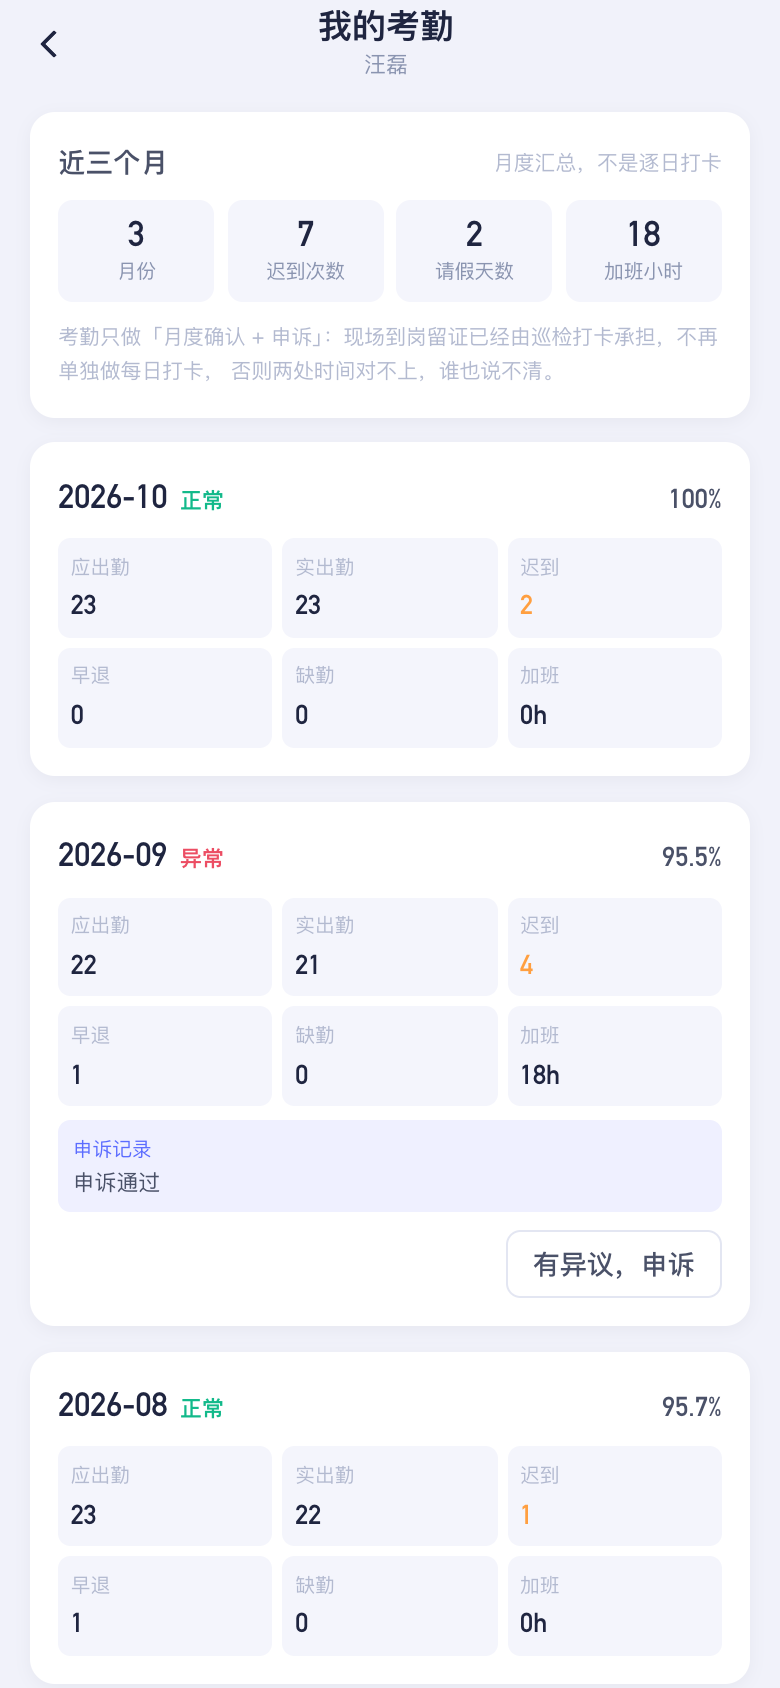 我的考勤
汪磊
近三个月
月度汇总，不是逐日打卡
3
月份
7
迟到次数
2
请假天数
18
加班小时
考勤只做「月度确认 + 申诉」：现场到岗留证已经由巡检打卡承担，不再
单独做每日打卡， 否则两处时间对不上，谁也说不清。
2026-10 正常 100%
应出勤 实出勤 迟到
23 23 2
早退 缺勤 加班
0 0 0h
2026-09 异常 95.5%
应出勤 实出勤 迟到
22 21 4
早退 缺勤 加班
1 0 18h
申诉记录
申诉通过
有异议，申诉
2026-08 正常 95.7%
应出勤 实出勤 迟到
23 22 1
早退 缺勤 加班
1 0 0h